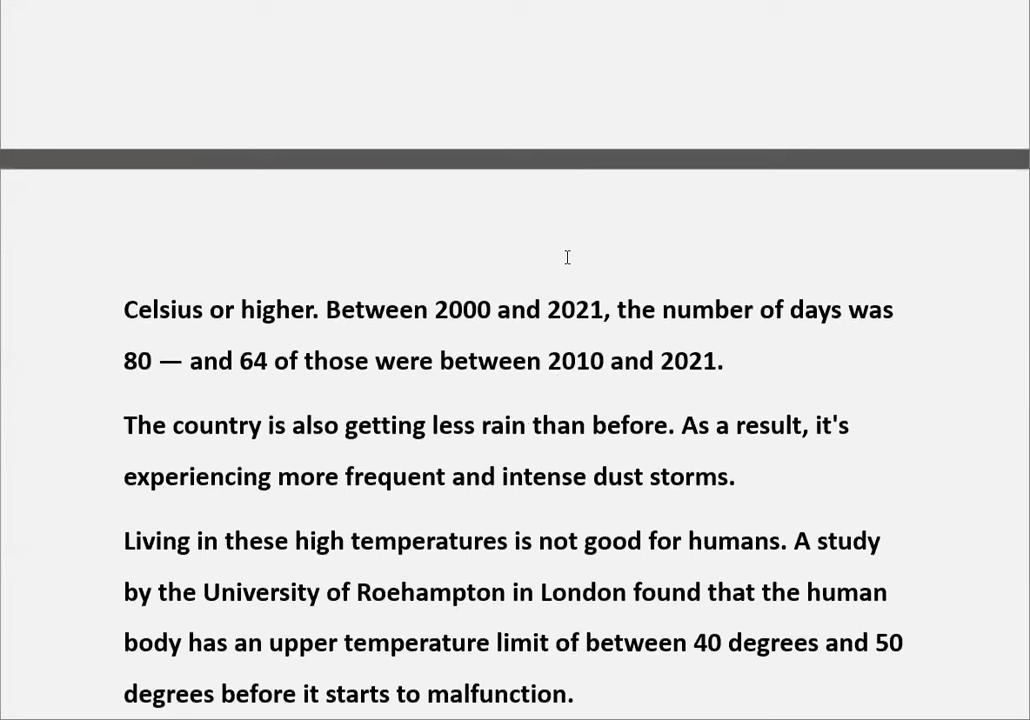 Celsius or higher. Between 2000 and 2021, the number of days was
80 — and 64 of those were between 2010 and 2021.
The country is also getting less rain than before. As a result, it's
experiencing more frequent and intense dust storms.
Living in these high temperatures is not good for humans. A study
by the University of Roehampton in London found that the human
body has an upper temperature limit of between 40 degrees and 50
degrees before it starts to malfunction.